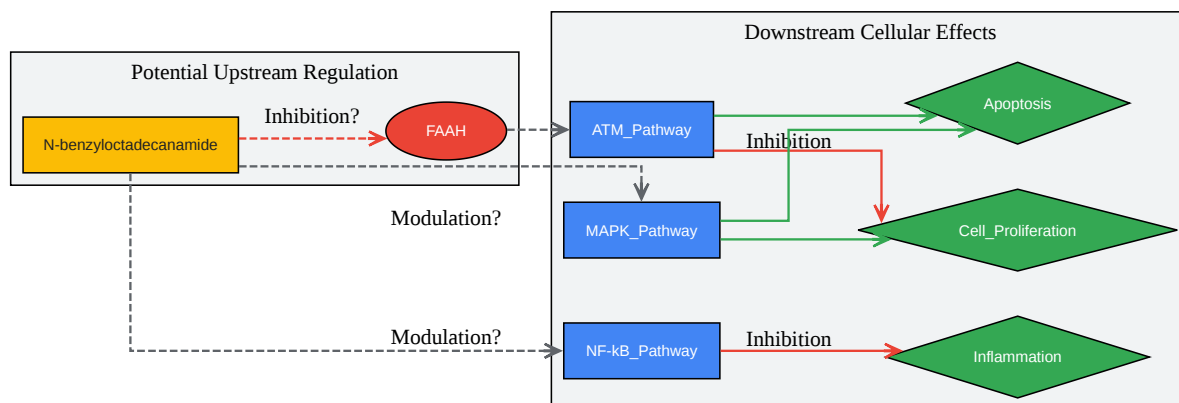 Downstream Cellular Effects
Potential Upstream Regulation
Apoptosis
Inhibition?
FAAH
ATM_Pathway
N-benzyloctadecanamide
Inhibition
Modulation?
MAPK_Pathway
Cell_Proliferation
Modulation?
NF-kB_Pathway
Inhibition
Inflammation